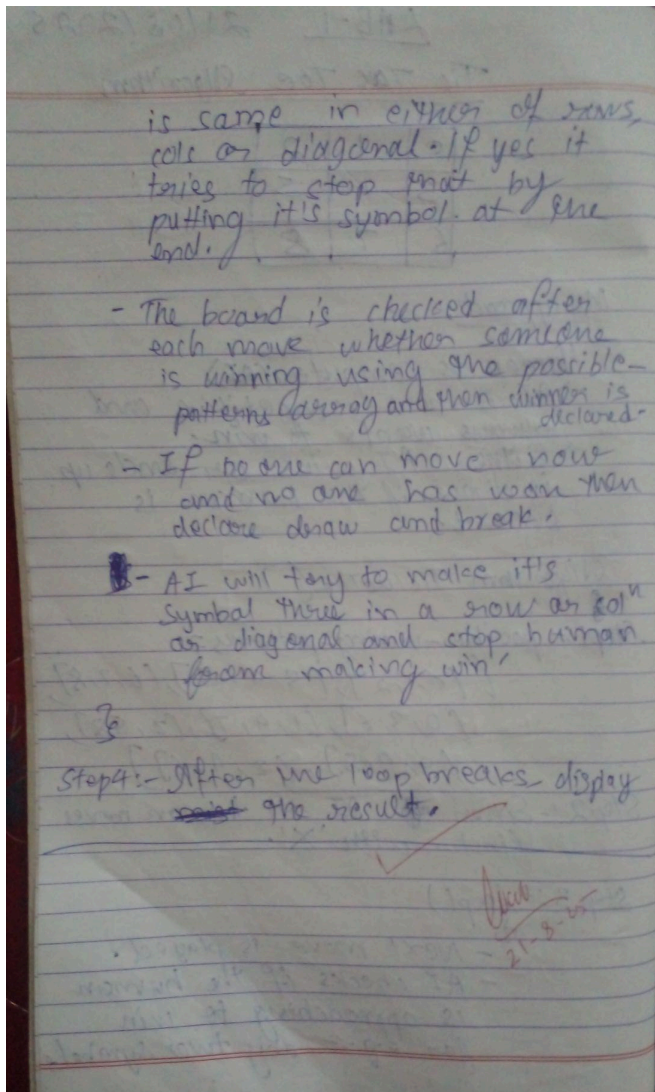 is same in either of rows,
cols or diagonal. If yes it
tries to stop that by
putting it's symbol at the
end.
- The board is checked after
each move whether someone
is winning using the possible-
patterns array and then winner is
declared.
- If no one can move now
and no one has won then
declare draw and break.
- AI will try to make it's
symbol three in a row or colⁿ
or diagonal and stop human
from making win
}
Step4:- After the loop breaks display
the result.
21-8-25